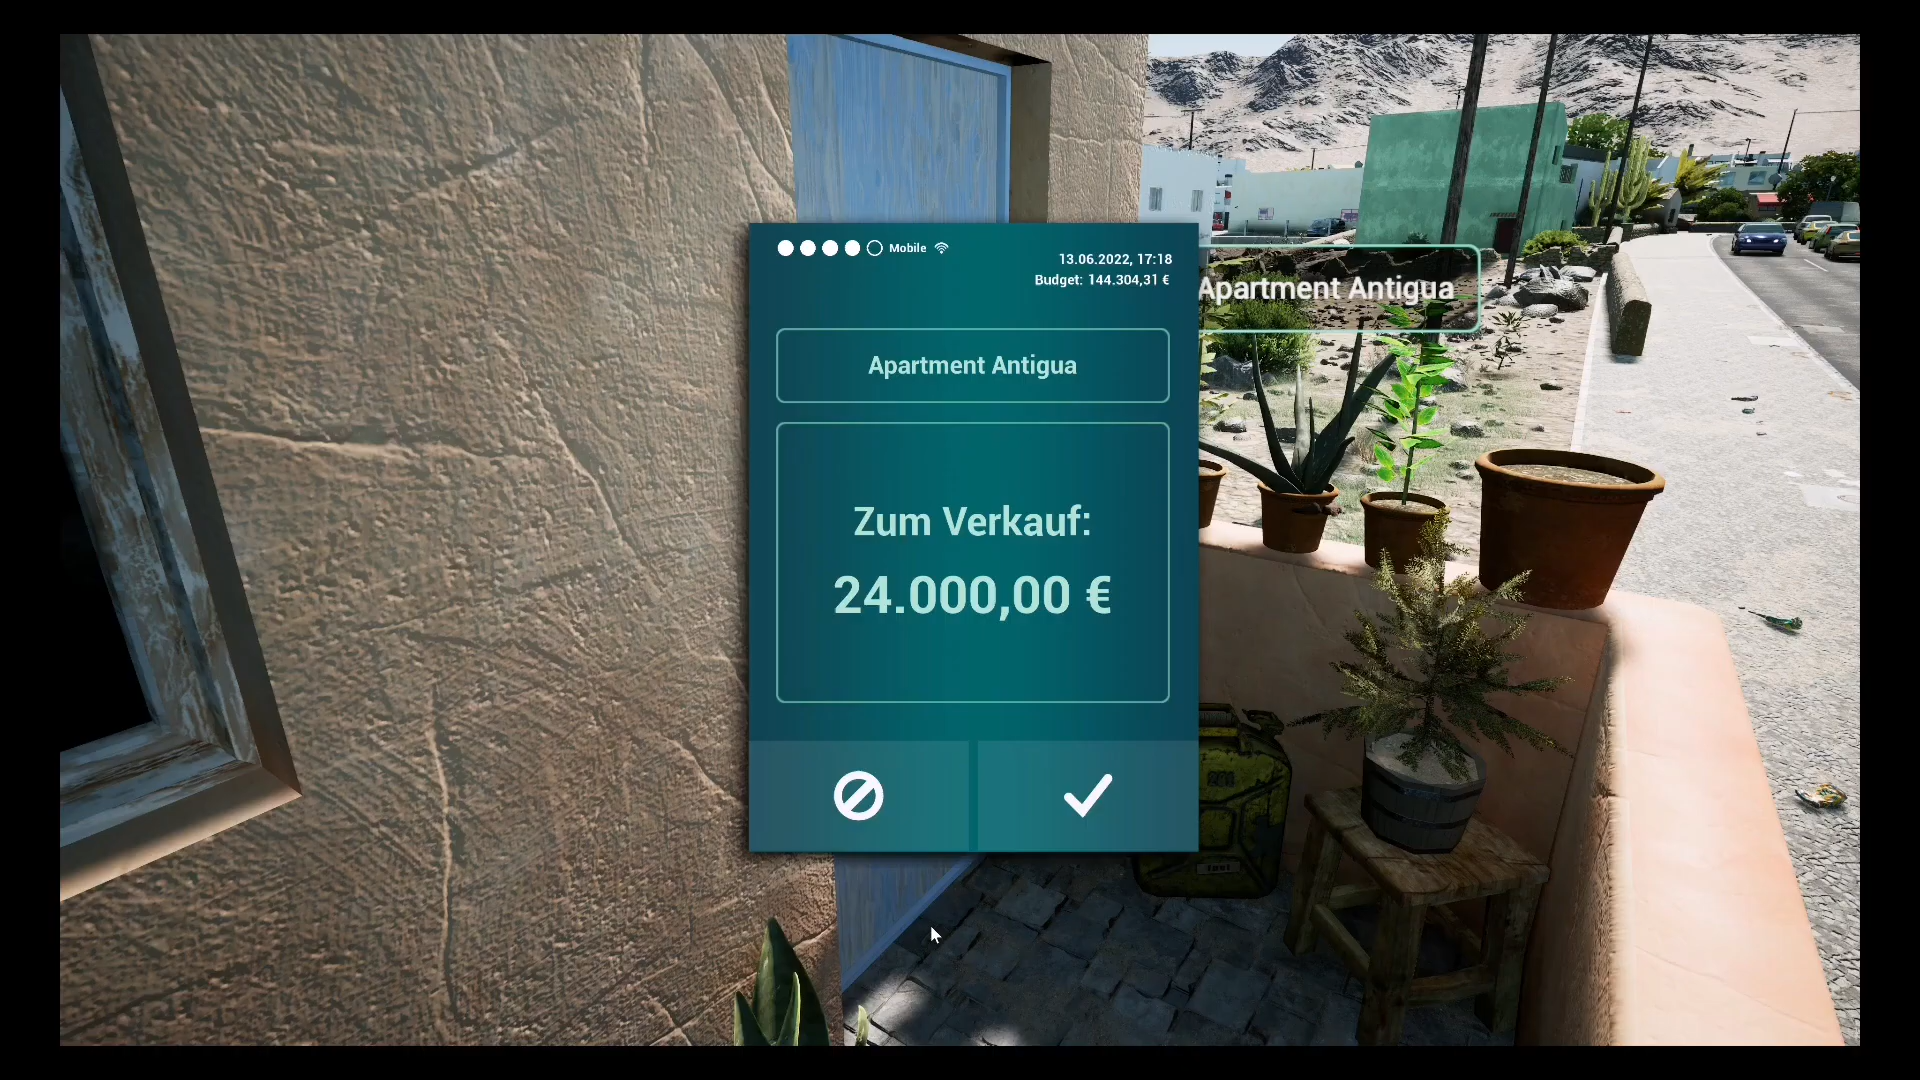 Mobile
13.06.2022, 17:18
Budget: 144.304,31 €
Apartment Antigua
Apartment Antigua
Zum Verkauf:
24.000,00 €